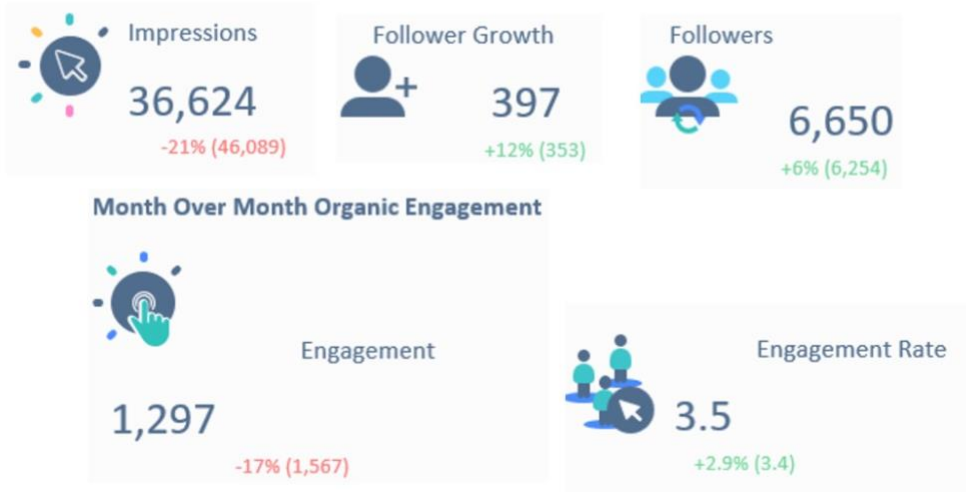 Impressions
36,624
-21% (46,089)
Follower Growth
397
+12% (353)
Followers
6,650
+6% (6,254)
Month Over Month Organic Engagement
Engagement
1,297
-17% (1,567)
Engagement Rate
3.5
+2.9% (3.4)